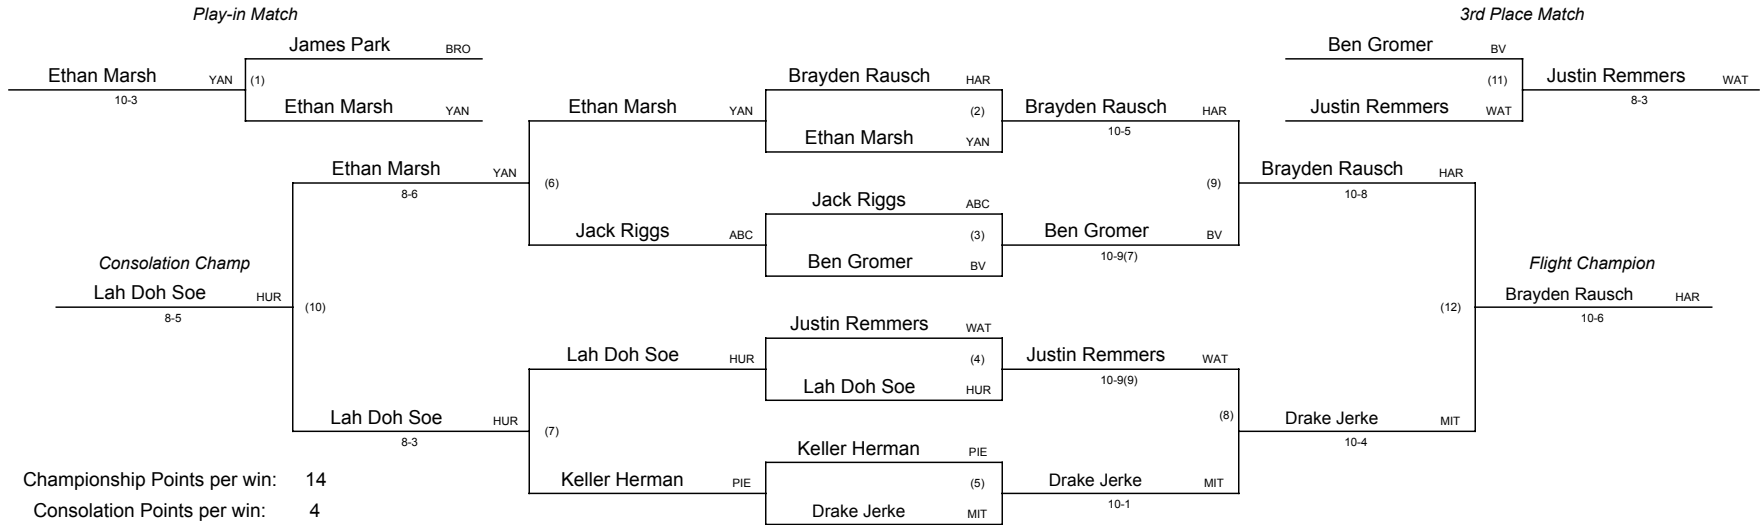 Play-in Match 3rd Place Match
James Park BRO Ben Gromer BV
Ethan Marsh YAN (1) Brayden Rausch HAR (11) Justin Remmers WAT
10-3 Ethan Marsh YAN Ethan Marsh YAN (2) Brayden Rausch HAR Justin Remmers WAT 8-3
Ethan Marsh YAN 10-5
Ethan Marsh YAN (6) (9) Brayden Rausch HAR
8-6 Jack Riggs ABC 10-8
Jack Riggs ABC (3) Ben Gromer BV
Consolation Champ Ben Gromer BV 10-9(7) Flight Champion
Lah Doh Soe HUR (10) (12) Brayden Rausch HAR
8-5 Justin Remmers WAT 10-6
Lah Doh Soe HUR (4) Justin Remmers WAT
Lah Doh Soe HUR 10-9(9)
Lah Doh Soe HUR (7) (8) Drake Jerke MIT
8-3 Keller Herman PIE 10-4
Championship Points per win: 14 Keller Herman PIE (5) Drake Jerke MIT
Consolation Points per win: 4 Drake Jerke MIT 10-1